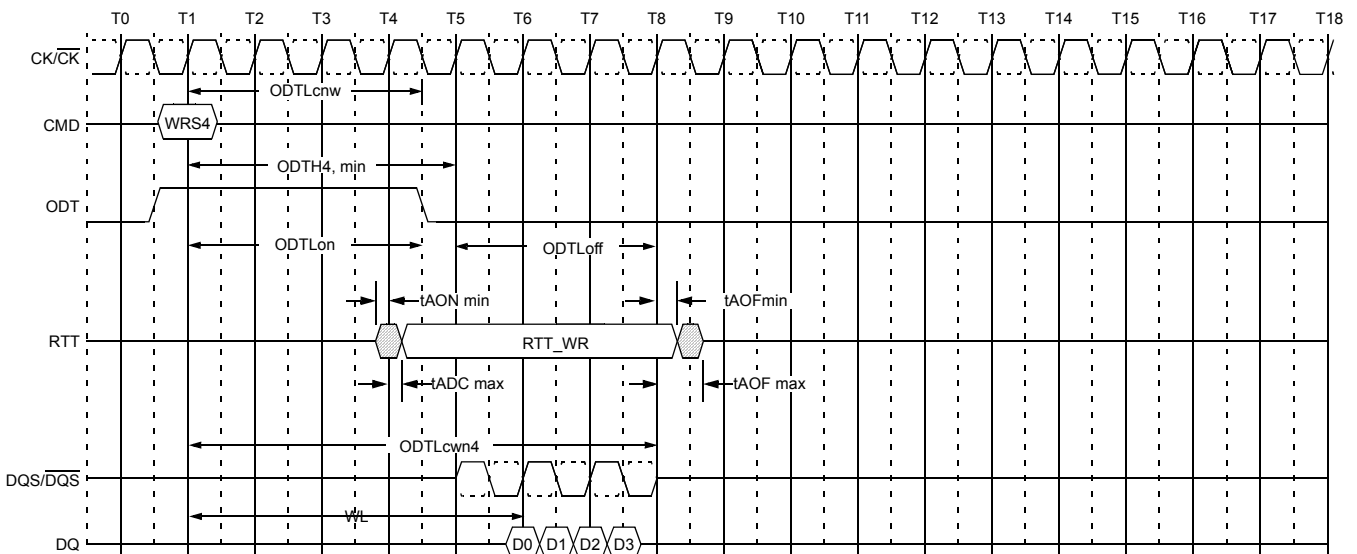 T0 T1 T2 T3 T4 T5 T6 T7 T8 T9 T10 T11 T12 T13 T14 T15 T16 T17 T18
CK/CK
ODTLcnw
CMD WRS4
ODTH4, min
ODT
ODTLon ODTLoff
tAON min tAOFmin
RTT RTT_WR
tADC max tAOF max
ODTLcwn4
DQS/DQS
WL
DQ D0 D1 D2 D3